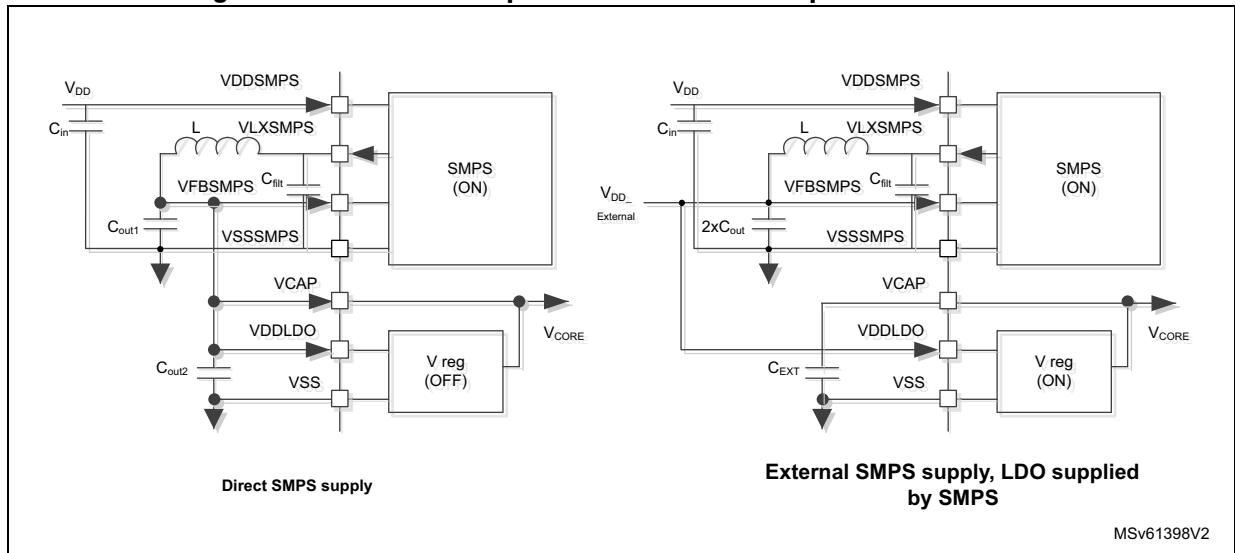 VDD
VDDSMPS
Cin
L
VLXSMPS
VFBSMPS
Cfilt
Cout1
VSSSMPS
SMPS
(ON)
VCAP
VDDLDO
VCORE
Cout2
VSS
V reg
(OFF)
Direct SMPS supply
VDD
VDDSMPS
Cin
L
VLXSMPS
VDD_
External
VFBSMPS
Cfilt
2xCout
VSSSMPS
SMPS
(ON)
VCAP
VDDLDO
VCORE
CEXT
VSS
V reg
(ON)
External SMPS supply, LDO supplied
by SMPS
MSv61398V2